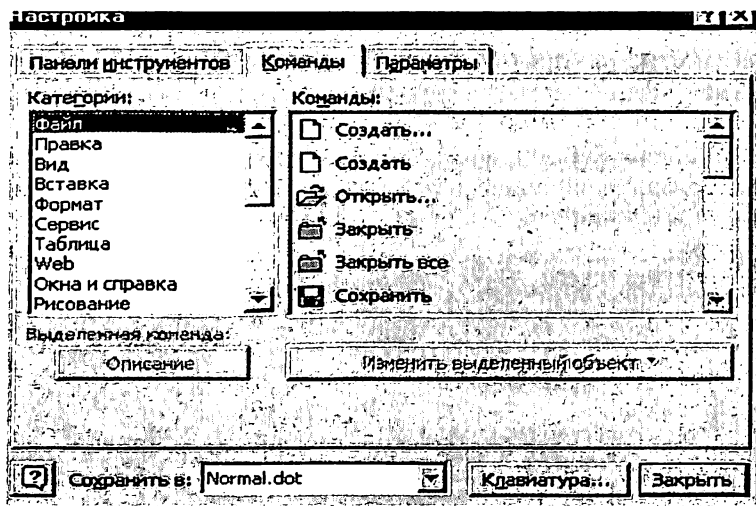 Настройка
Панели инструментов Команды Параметры
Категории: Команды:
Файл
Правка
Вид
Вставка
Формат
Сервис
Таблица
Web
Окна и справка
Рисование
Создать...
Создать
Открыть...
Закрыть
Закрыть все
Сохранить
Выделенная команда:
Описание Изменить выделенный объект
Сохранить в: Normal.dot Клавиатура... Закрыть